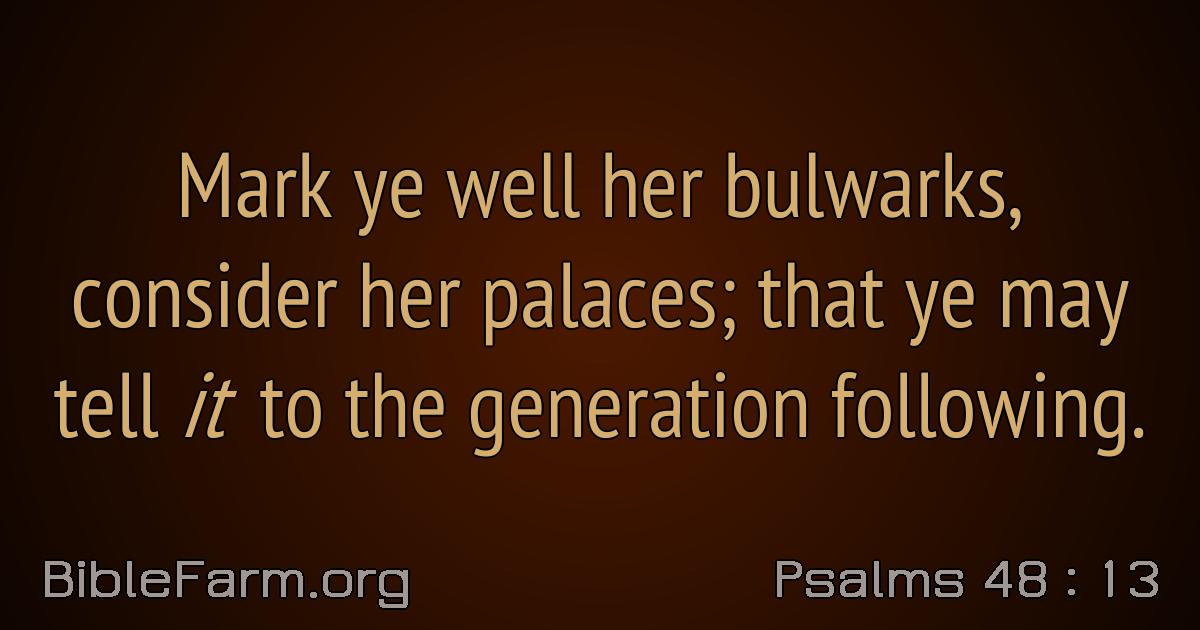 Mark ye well her bulwarks,
consider her palaces; that ye may
tell it to the generation following.
BibleFarm.org
Psalms 48 : 13